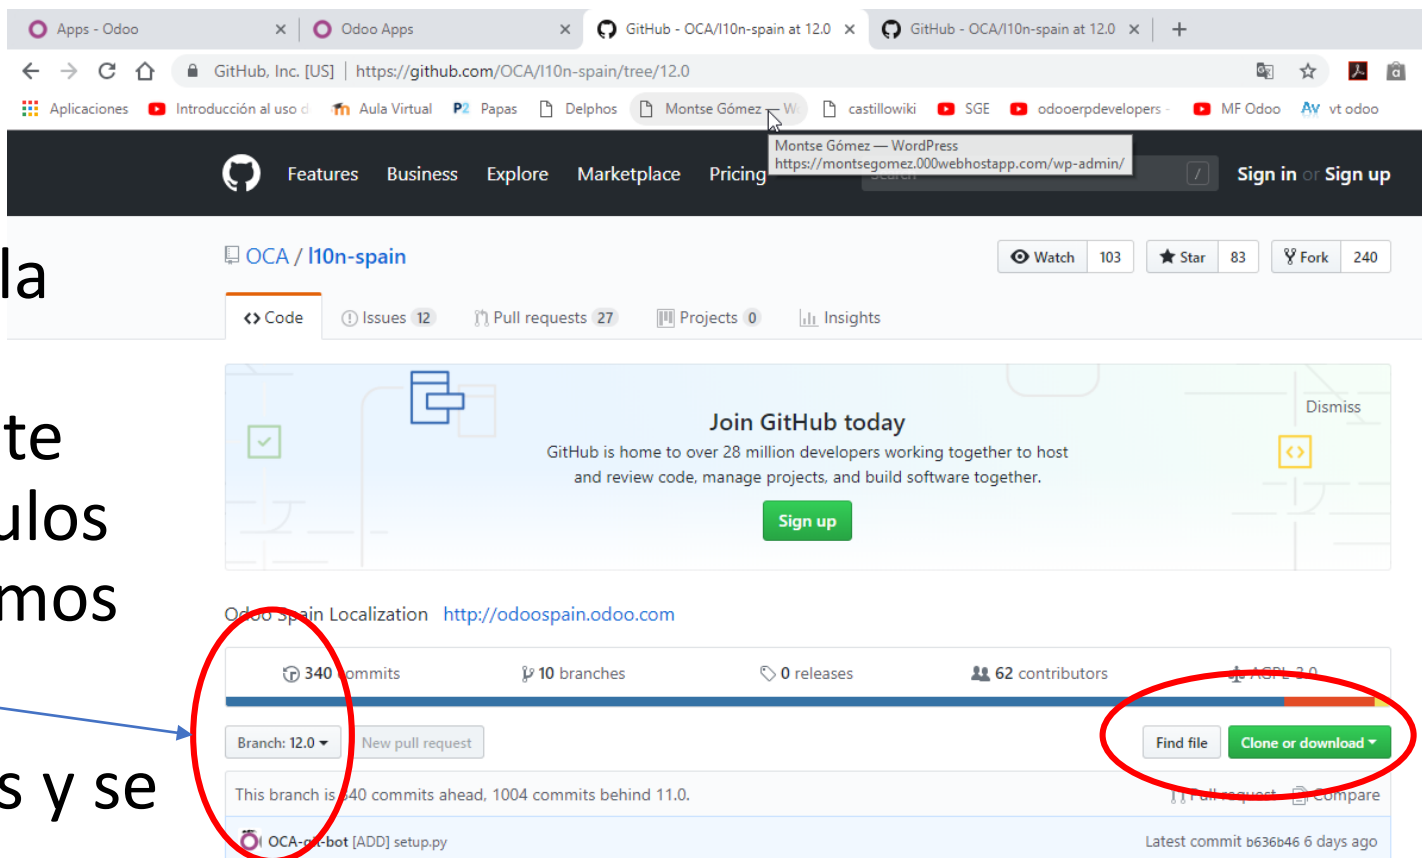 Apps - Odoo
Odoo Apps
GitHub - OCA/l10n-spain at 12.0
GitHub - OCA/l10n-spain at 12.0
GitHub, Inc. [US] | https://github.com/OCA/l10n-spain/tree/12.0
Aplicaciones Introducción al uso d Aula Virtual P2 Papas Delphos Montse Gómez — W castillowiki SGE odooerpdevelopers - MF Odoo AV vt odoo
Montse Gómez — WordPress
https://montsegomez.000webhostapp.com/wp-admin/
Features Business Explore Marketplace Pricing / Sign in or Sign up
la
OCA / l10n-spain
Watch 103 Star 83 Fork 240
Code Issues 12 Pull requests 27 Projects 0 Insights
Dismiss
Join GitHub today
GitHub is home to over 28 million developers working together to host
and review code, manage projects, and build software together.
Sign up
te
ulos
mos
Odoo Spain Localization http://odoospain.odoo.com
340 commits 10 branches 0 releases 62 contributors AGPL-3.0
Branch: 12.0 New pull request Find file Clone or download
s y se
This branch is 340 commits ahead, 1004 commits behind 11.0. Pull request Compare
OCA-git-bot [ADD] setup.py Latest commit b636b46 6 days ago